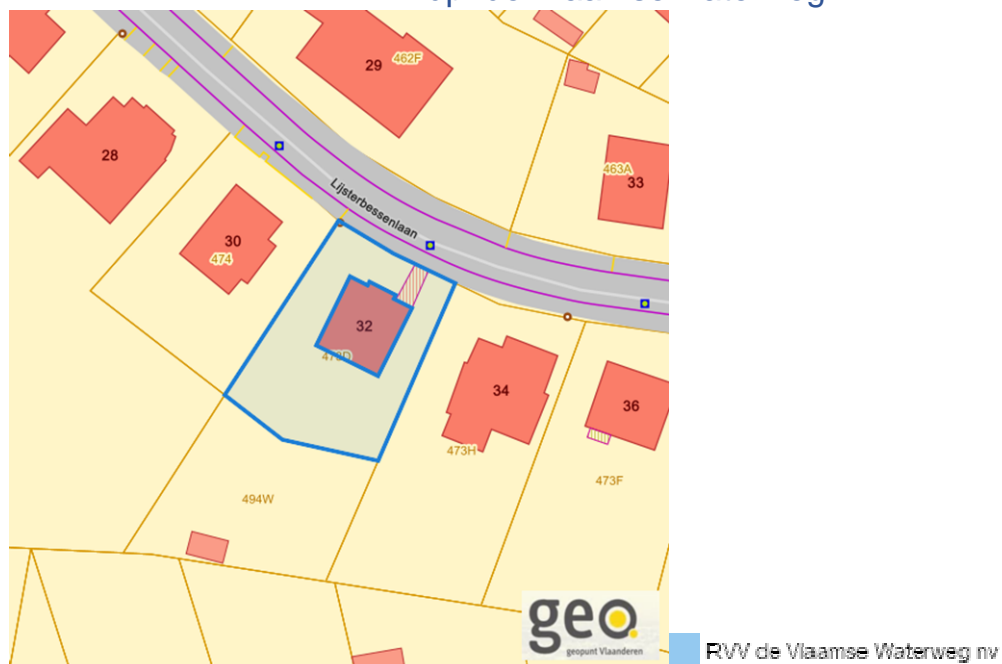 29
462F
28
33
463A
Lijsterbessenlaan
30
474
32
34
36
473H
473F
494W
geo.
geopunt Vlaanderen
RVV de Vlaamse Waterweg nv